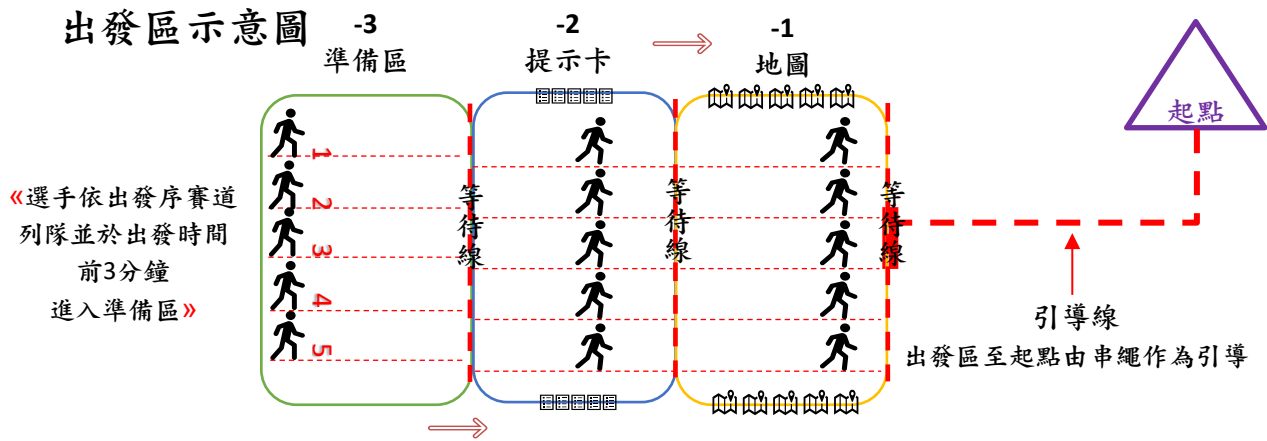 出發區示意圖
-3
準備區
-2
提示卡
-1
地圖
起點
1
2
3
4
5
等待線
等待線
等待線
«選手依出發序賽道
列隊並於出發時間
前3分鐘
進入準備區»
引導線
出發區至起點由串繩作為引導